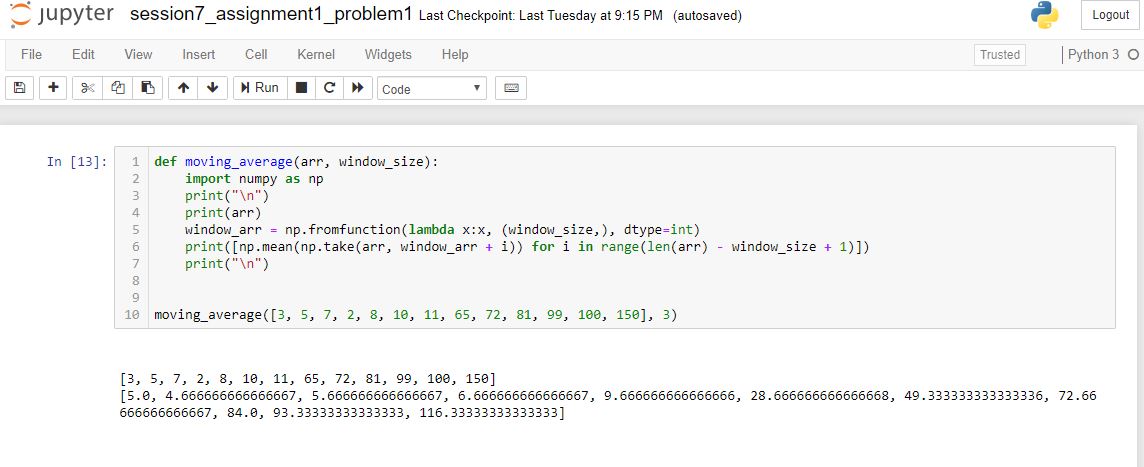 jupyter session7_assignment1_problem1 Last Checkpoint: Last Tuesday at 9:15 PM (autosaved)
Logout
File Edit View Insert Cell Kernel Widgets Help Trusted Python 3
Run Code
In [13]:
1 def moving_average(arr, window_size):
2     import numpy as np
3     print("\n")
4     print(arr)
5     window_arr = np.fromfunction(lambda x:x, (window_size,), dtype=int)
6     print([np.mean(np.take(arr, window_arr + i)) for i in range(len(arr) - window_size + 1)])
7     print("\n")
8
9
10 moving_average([3, 5, 7, 2, 8, 10, 11, 65, 72, 81, 99, 100, 150], 3)
[3, 5, 7, 2, 8, 10, 11, 65, 72, 81, 99, 100, 150]
[5.0, 4.666666666666667, 5.666666666666667, 6.666666666666667, 9.666666666666666, 28.666666666666668, 49.333333333333336, 72.66
666666666667, 84.0, 93.33333333333333, 116.33333333333333]